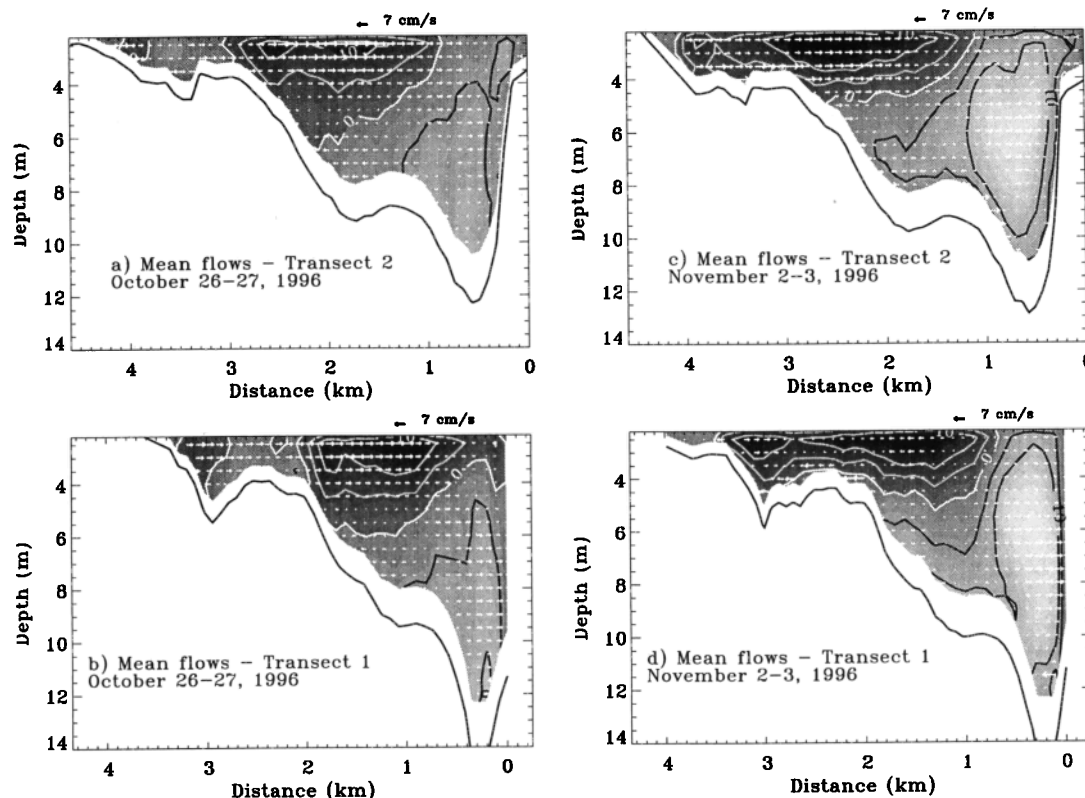 7 cm/s
Depth (m)
4
6
8
10
12
14
a) Mean flows – Transect 2
October 26–27, 1996
4 3 2 1 0
Distance (km)
7 cm/s
Depth (m)
4
6
8
10
12
14
c) Mean flows – Transect 2
November 2–3, 1996
4 3 2 1 0
Distance (km)
7 cm/s
Depth (m)
4
6
8
10
12
14
b) Mean flows – Transect 1
October 26–27, 1996
4 3 2 1 0
Distance (km)
7 cm/s
Depth (m)
4
6
8
10
12
14
d) Mean flows – Transect 1
November 2–3, 1996
4 3 2 1 0
Distance (km)